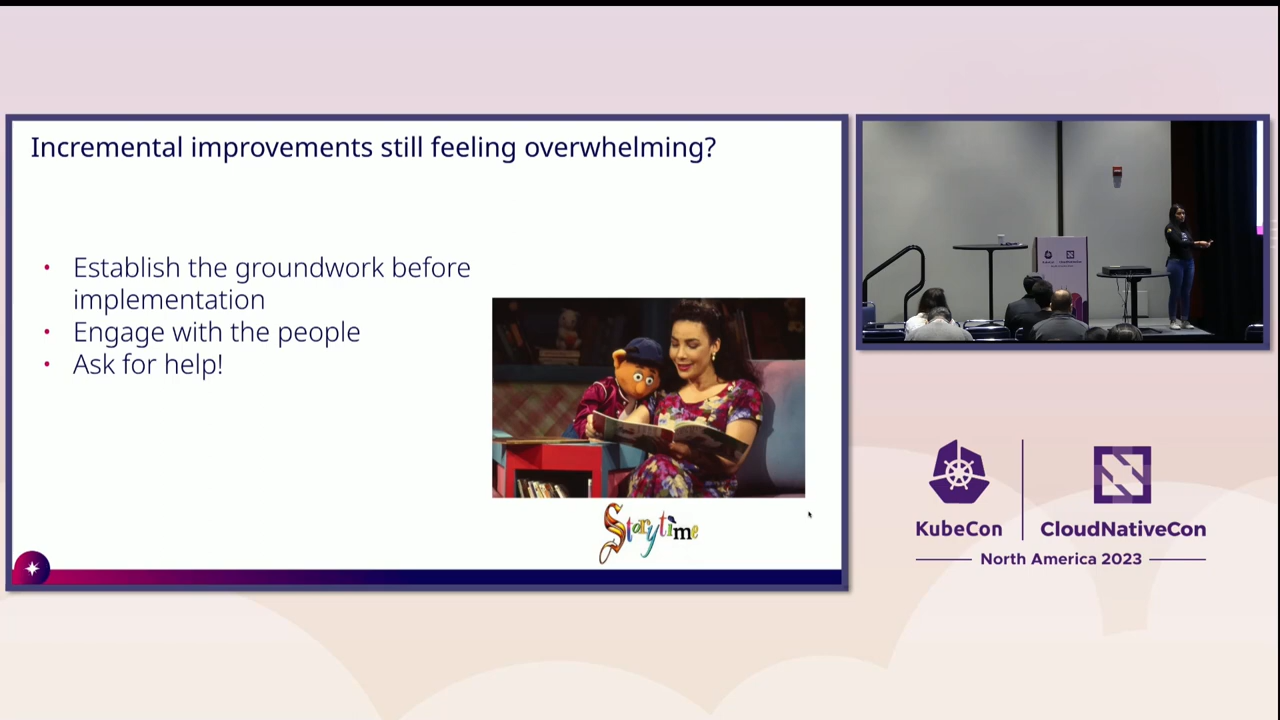 Incremental improvements still feeling overwhelming?
• Establish the groundwork before
implementation
• Engage with the people
• Ask for help!
Storytime
KubeCon
CloudNativeCon
North America 2023